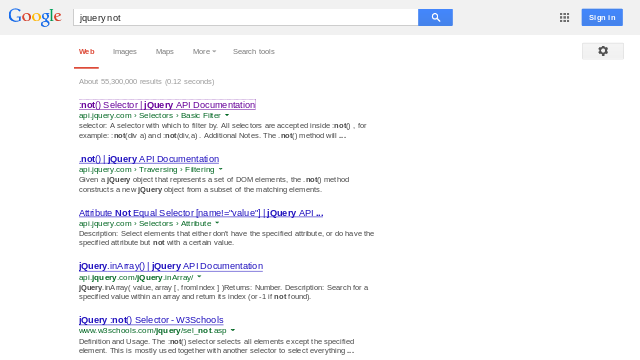 Google
jquery not
Sign in
Web Images Maps More Search tools
About 55,300,000 results (0.12 seconds)
:not() Selector | jQuery API Documentation
api.jquery.com › Selectors › Basic Filter
selector: A selector with which to filter by. All selectors are accepted inside :not() , for
example: :not(div a) and :not(div,a) . Additional Notes. The .not() method will ...
.not() | jQuery API Documentation
api.jquery.com › Traversing › Filtering
Given a jQuery object that represents a set of DOM elements, the .not() method
constructs a new jQuery object from a subset of the matching elements.
Attribute Not Equal Selector [name!="value"] | jQuery API ...
api.jquery.com › Selectors › Attribute
Description: Select elements that either don't have the specified attribute, or do have the
specified attribute but not with a certain value.
jQuery.inArray() | jQuery API Documentation
api.jquery.com/jQuery.inArray/
jQuery.inArray( value, array [, fromIndex ] )Returns: Number. Description: Search for a
specified value within an array and return its index (or -1 if not found).
jQuery :not() Selector - W3Schools
www.w3schools.com/jquery/sel_not.asp
Definition and Usage. The :not() selector selects all elements except the specified
element. This is mostly used together with another selector to select everything ...